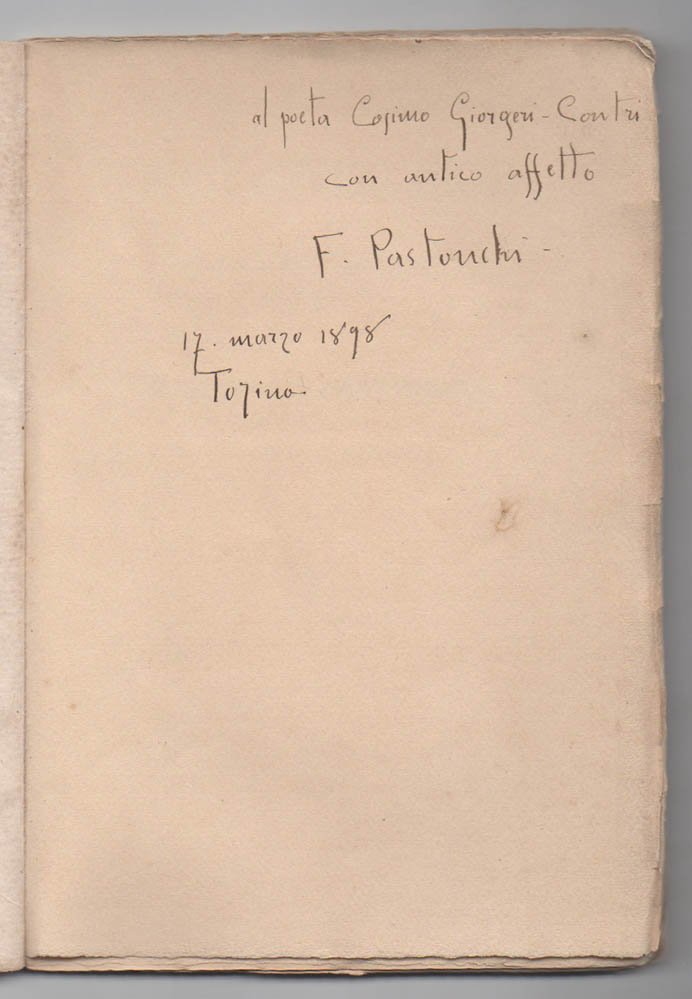 al poeta Cosimo Giorgeri-Contri
con antico affetto
F. Pastonchi -
17. marzo 1898
Torino.